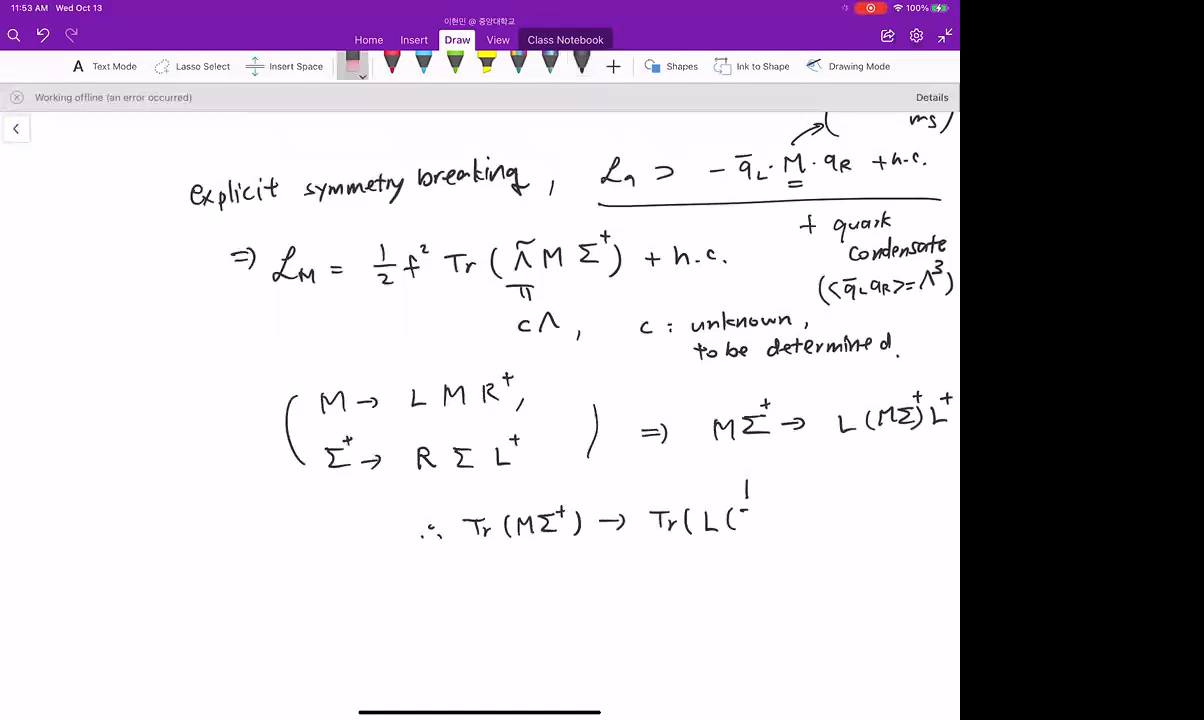 11:53 AM Wed Oct 13
100%
이현민 @ 중앙대학교
Home Insert Draw View Class Notebook
A Text Mode Lasso Select Insert Space Shapes Ink to Shape Drawing Mode
Working offline (an error occurred) Details
( ms)
explicit symmetry breaking, ℒq ⊃ - q̄L · M · qR + h.c.
+ quark
condensate
(<q̄L qR> = Λ³)
⇒) ℒM = 1/2 f² Tr ( Λ̃ M Σ⁺) + h.c.
cΛ, c : unknown,
to be determined.
( M → L M R⁺,
Σ⁺ → R Σ L⁺ ) ⇒) MΣ⁺ → L(MΣ⁺)L⁺
∴ Tr (MΣ⁺) → Tr( L (